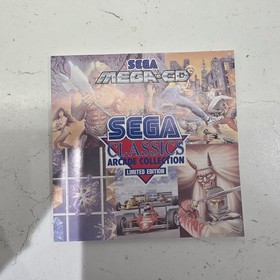 SEGA
MEGA-CD
SEGA
CLASSICS
ARCADE COLLECTION
LIMITED EDITION